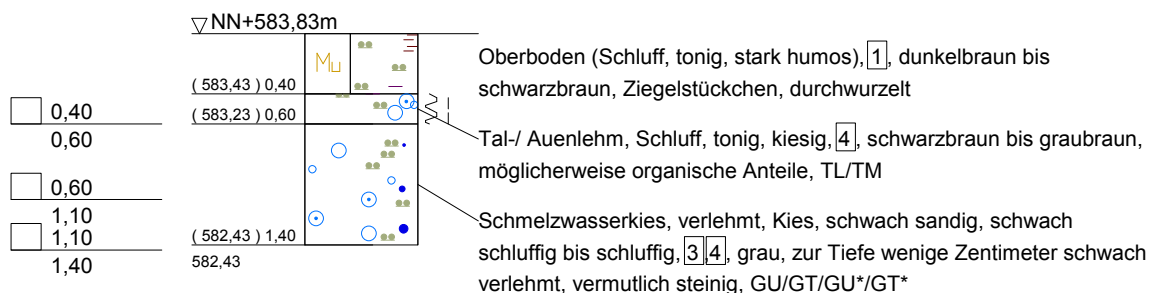 ▽ NN+583,83m
Mu
( 583,43 ) 0,40
( 583,23 ) 0,60
( 582,43 ) 1,40
582,43
0,40
0,60
0,60
1,10
1,10
1,40
Oberboden (Schluff, tonig, stark humos), 1, dunkelbraun bis
schwarzbraun, Ziegelstückchen, durchwurzelt
Tal-/ Auenlehm, Schluff, tonig, kiesig, 4, schwarzbraun bis graubraun,
möglicherweise organische Anteile, TL/TM
Schmelzwasserkies, verlehmt, Kies, schwach sandig, schwach
schluffig bis schluffig, 3 4, grau, zur Tiefe wenige Zentimeter schwach
verlehmt, vermutlich steinig, GU/GT/GU*/GT*